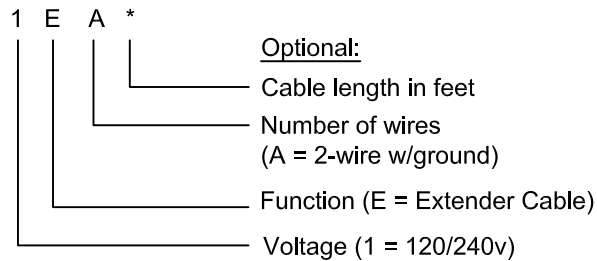 1 E A *
Optional:
Cable length in feet
Number of wires
(A = 2-wire w/ground)
Function (E = Extender Cable)
Voltage (1 = 120/240v)